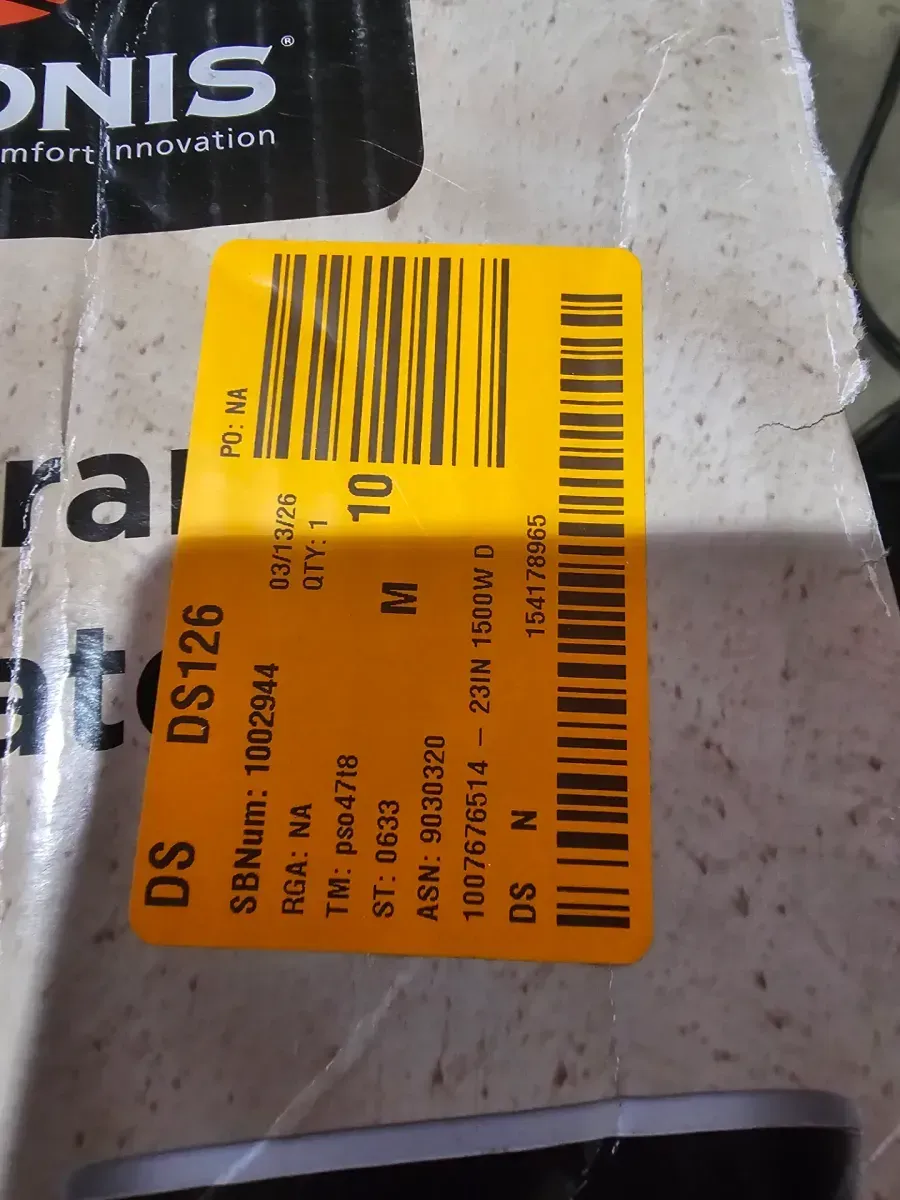 ONIS®
mfort Innovation
ra
at
DS DS126
PO: NA
SBNum: 1002944
03/13/26
RGA: NA
QTY: 1
TM: pso47t8
10
ST: 0633
M
ASN: 9030320
1007676514 – 23IN 1500W D
DS N
154178965